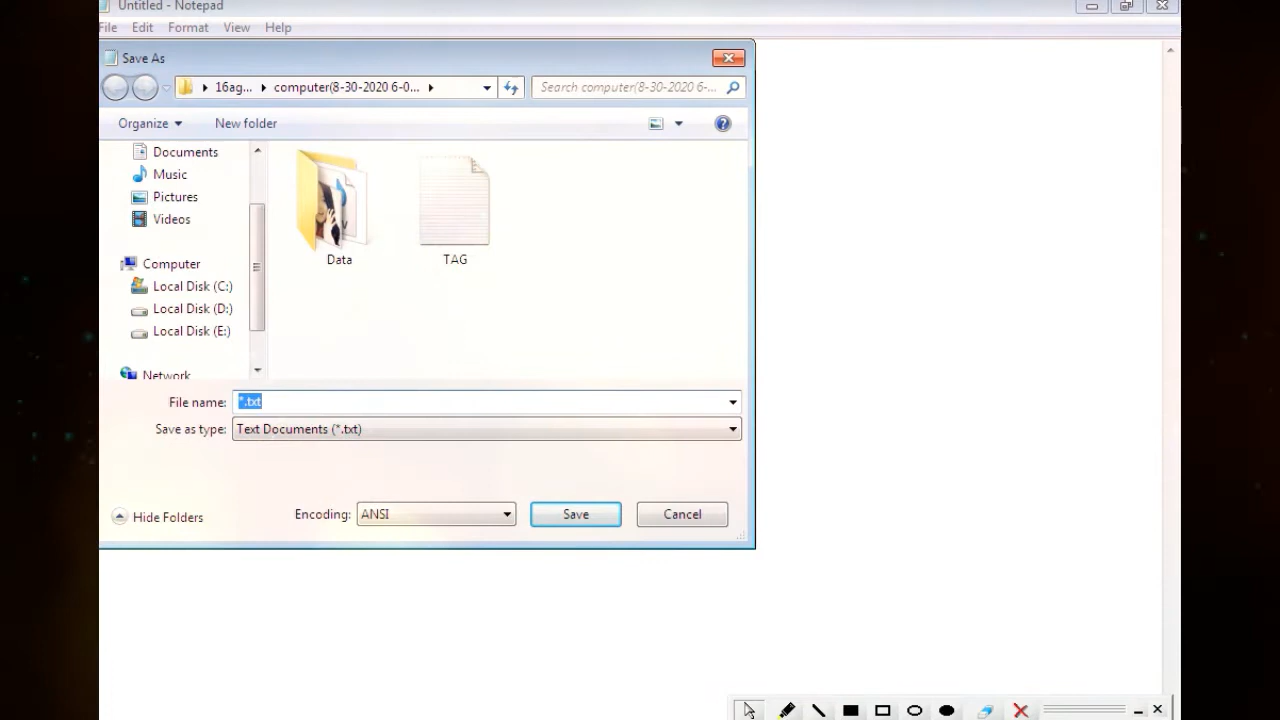 Untitled - Notepad
File Edit Format View Help
Save As
16ag... computer(8-30-2020 6-0... Search computer(8-30-2020 6-...
Organize New folder
Documents
Music
Pictures
Videos
Computer
Local Disk (C:)
Local Disk (D:)
Local Disk (E:)
Network
Data
TAG
File name: *.txt
Save as type: Text Documents (*.txt)
Hide Folders Encoding: ANSI Save Cancel